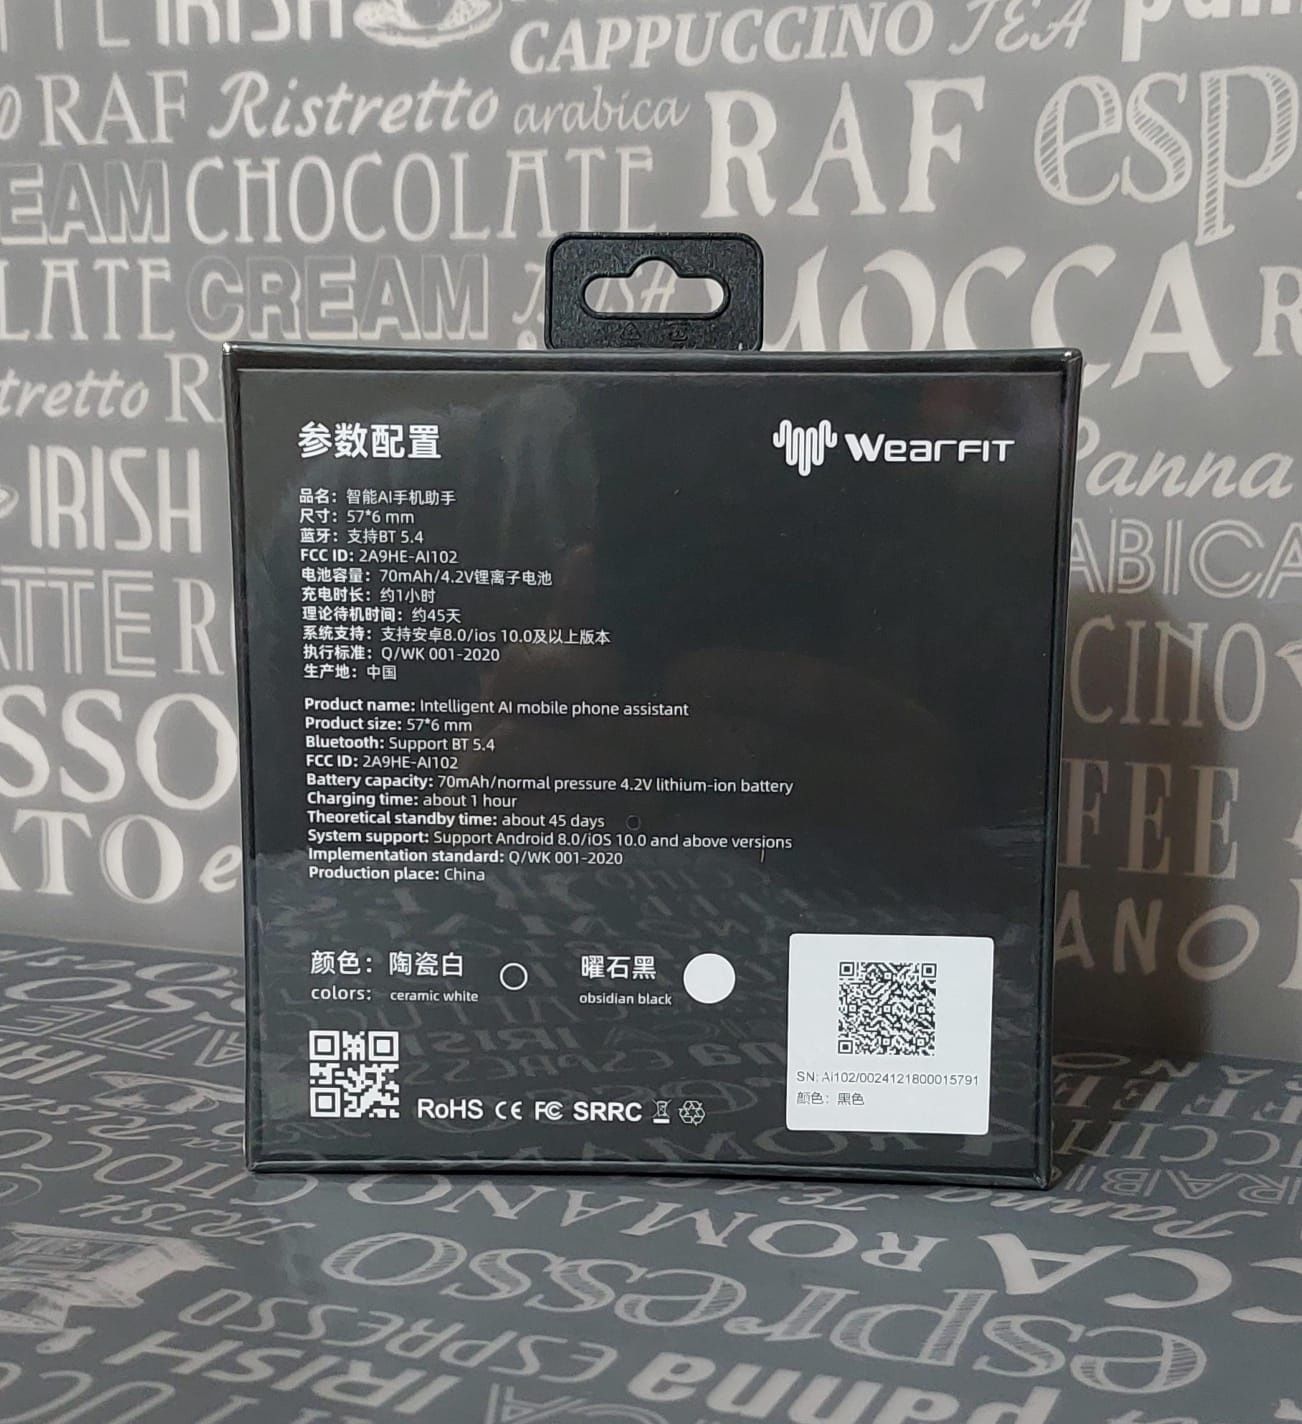 CAPPUCCINO TEA
RAF Ristretto arabica RAF
CHOCOLATE
CREAM MOCCA
tretto
IRISH Panna
参数配置
WearFIT
品名：智能AI手机助手
尺寸：57*6 mm
蓝牙：支持BT 5.4
FCC ID: 2A9HE-AI102
电池容量：70mAh/4.2V锂离子电池
充电时长：约1小时
理论待机时间：约45天
系统支持：支持安卓8.0/ios 10.0及以上版本
执行标准：Q/WK 001-2020
生产地：中国
Product name: Intelligent AI mobile phone assistant
Product size: 57*6 mm
Bluetooth: Support BT 5.4
FCC ID: 2A9HE-AI102
Battery capacity: 70mAh/normal pressure 4.2V lithium-ion battery
Charging time: about 1 hour
Theoretical standby time: about 45 days
System support: Support Android 8.0/iOS 10.0 and above versions
Implementation standard: Q/WK 001-2020
Production place: China
颜色：陶瓷白 曜石黑
colors: ceramic white obsidian black
RoHS CE FC SRRC
SN: Ai102/0024121800015791
颜色：黑色
ROMANO
ESPRESSO
IRISH ESPRESSO panna